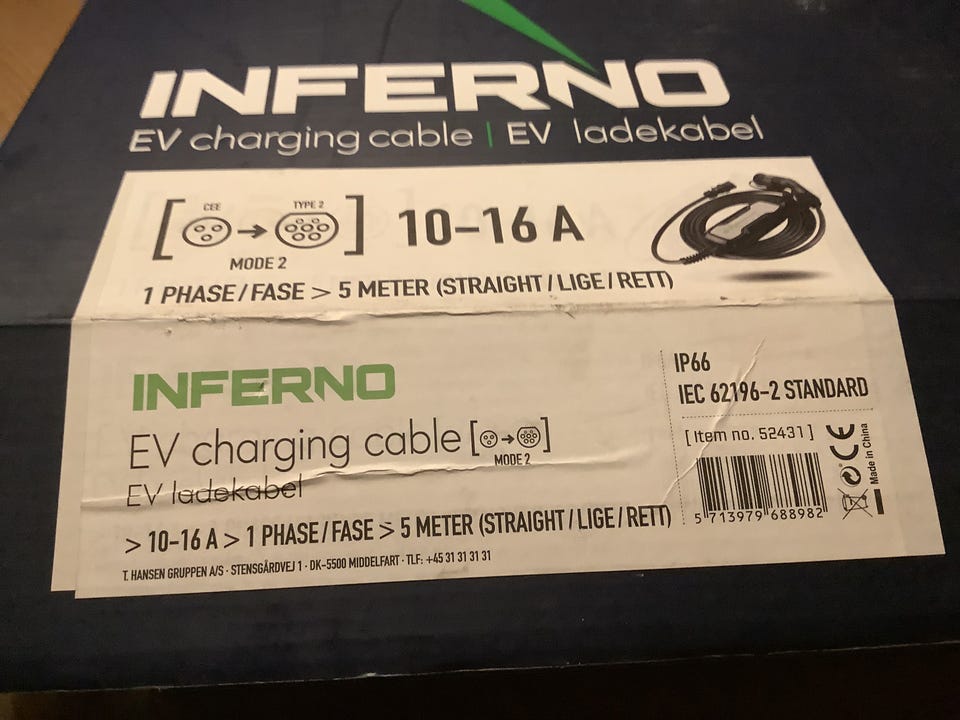 INFERNO
EV charging cable | EV ladekabel
CEE TYPE 2
10-16 A
MODE 2
1 PHASE/FASE > 5 METER (STRAIGHT/LIGE/RETT)
INFERNO
EV charging cable
MODE 2
EV ladekabel
> 10-16 A > 1 PHASE/FASE > 5 METER (STRAIGHT/LIGE/RETT)
T. HANSEN GRUPPEN A/S · STENSGÅRDVEJ 1 · DK-5500 MIDDELFART · TLF: +45 31 31 31 31
IP66
IEC 62196-2 STANDARD
[Item no. 52431]
5 713979 688982
CE
Made in China